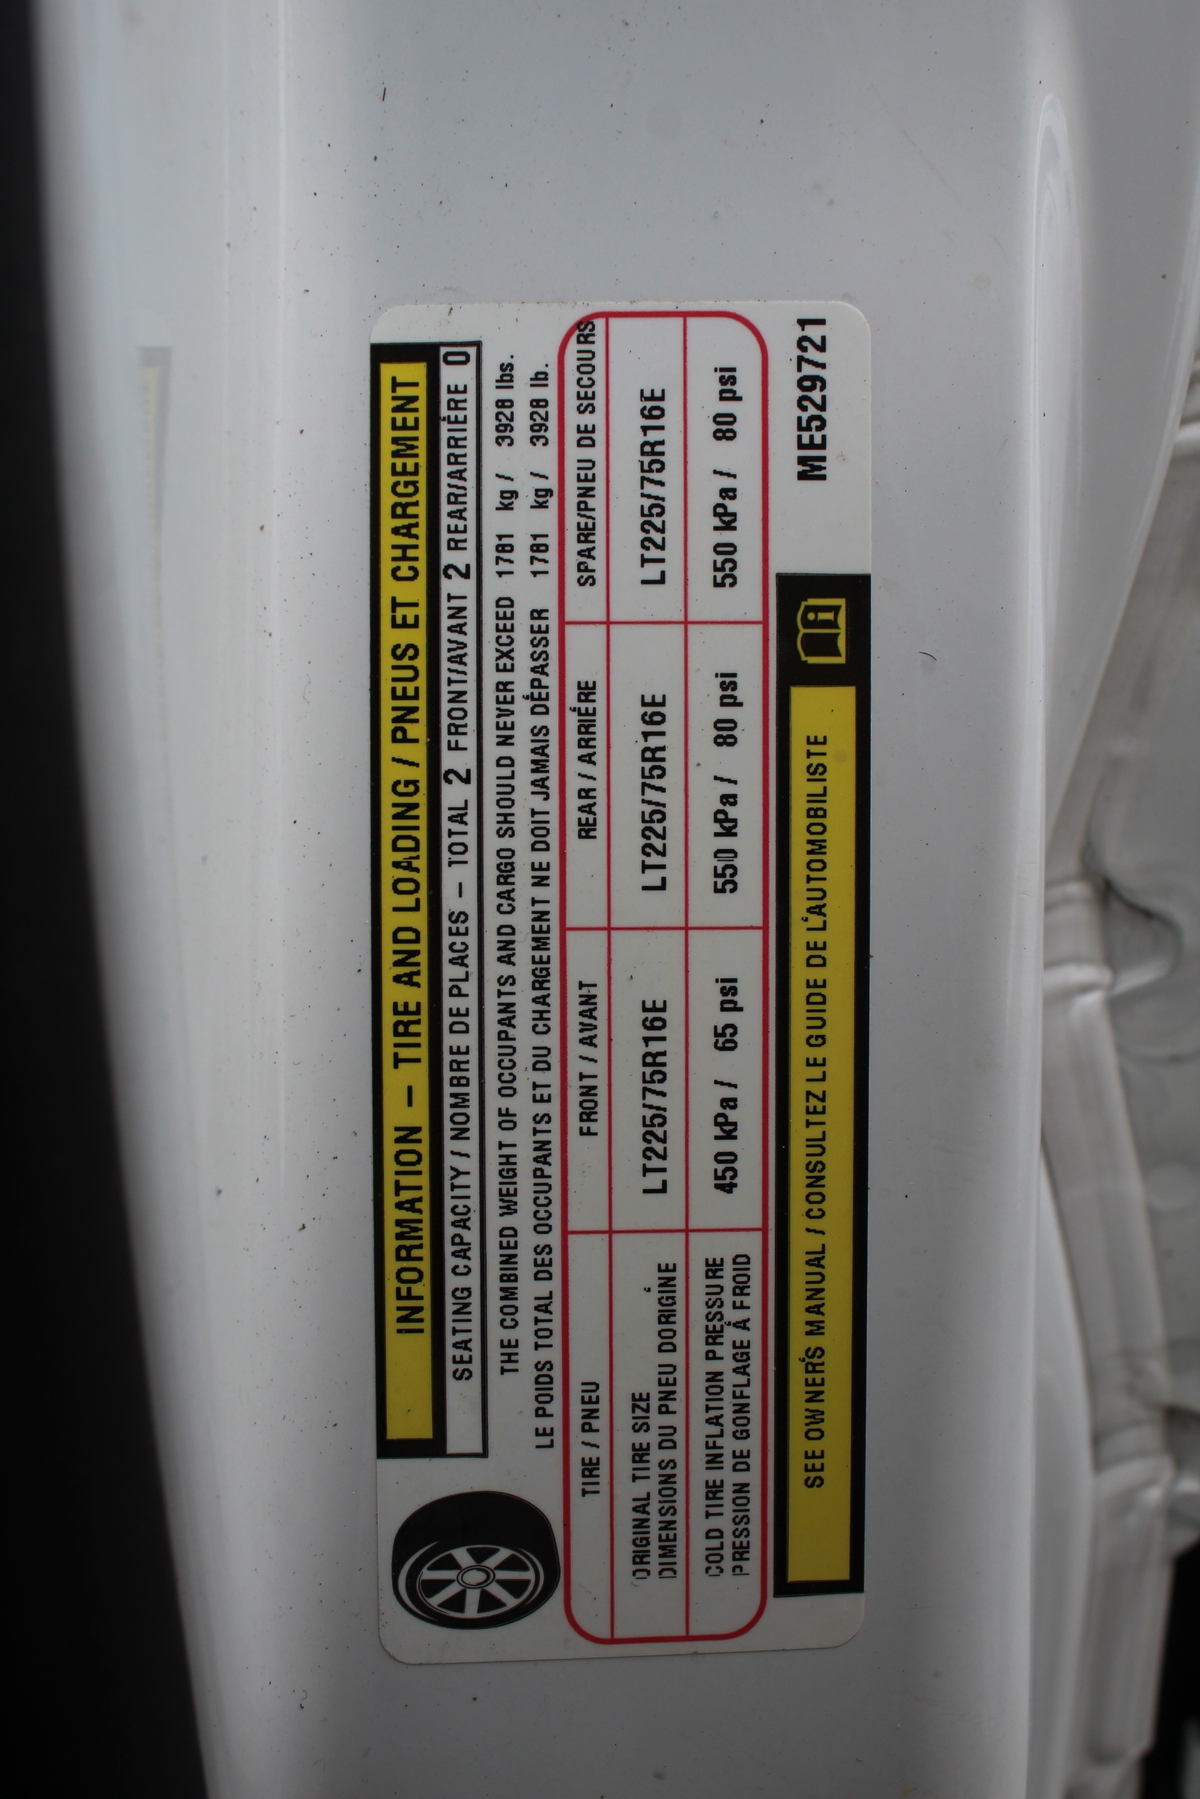 INFORMATION – TIRE AND LOADING / PNEUS ET CHARGEMENT
SEATING CAPACITY / NOMBRE DE PLACES – TOTAL 2 FRONT/AVANT 2 REAR/ARRIÉRE 0
THE COMBINED WEIGHT OF OCCUPANTS AND CARGO SHOULD NEVER EXCEED 1781 kg / 3928 lbs.
LE POIDS TOTAL DES OCCUPANTS ET DU CHARGEMENT NE DOIT JAMAIS DÉPASSER 1781 kg / 3928 lb.
TIRE / PNEU FRONT / AVANT REAR / ARRIÉRE SPARE/PNEU DE SECOURS
ORIGINAL TIRE SIZE
DIMENSIONS DU PNEU D'ORIGINE
LT225/75R16E LT225/75R16E LT225/75R16E
COLD TIRE INFLATION PRESSURE
PRESSION DE GONFLAGE Á FROID
450 kPa / 65 psi 550 kPa / 80 psi 550 kPa / 80 psi
SEE OWNER'S MANUAL / CONSULTEZ LE GUIDE DE L'AUTOMOBILISTE
ME529721